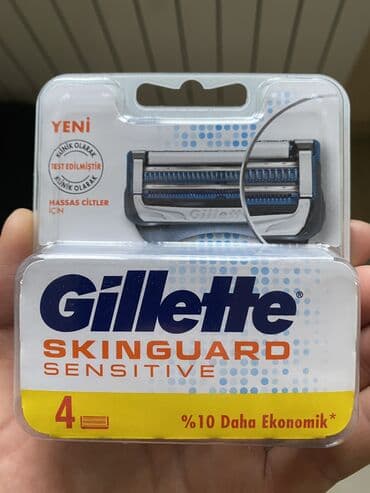 YENİ
KLİNİK OLARAK
TEST EDİLMİŞTİR
KLİNİK OLARAK
HASSAS CİLTLER
İÇİN
Gillette
Gillette®
SKINGUARD
SENSITIVE
4
%10 Daha Ekonomik*